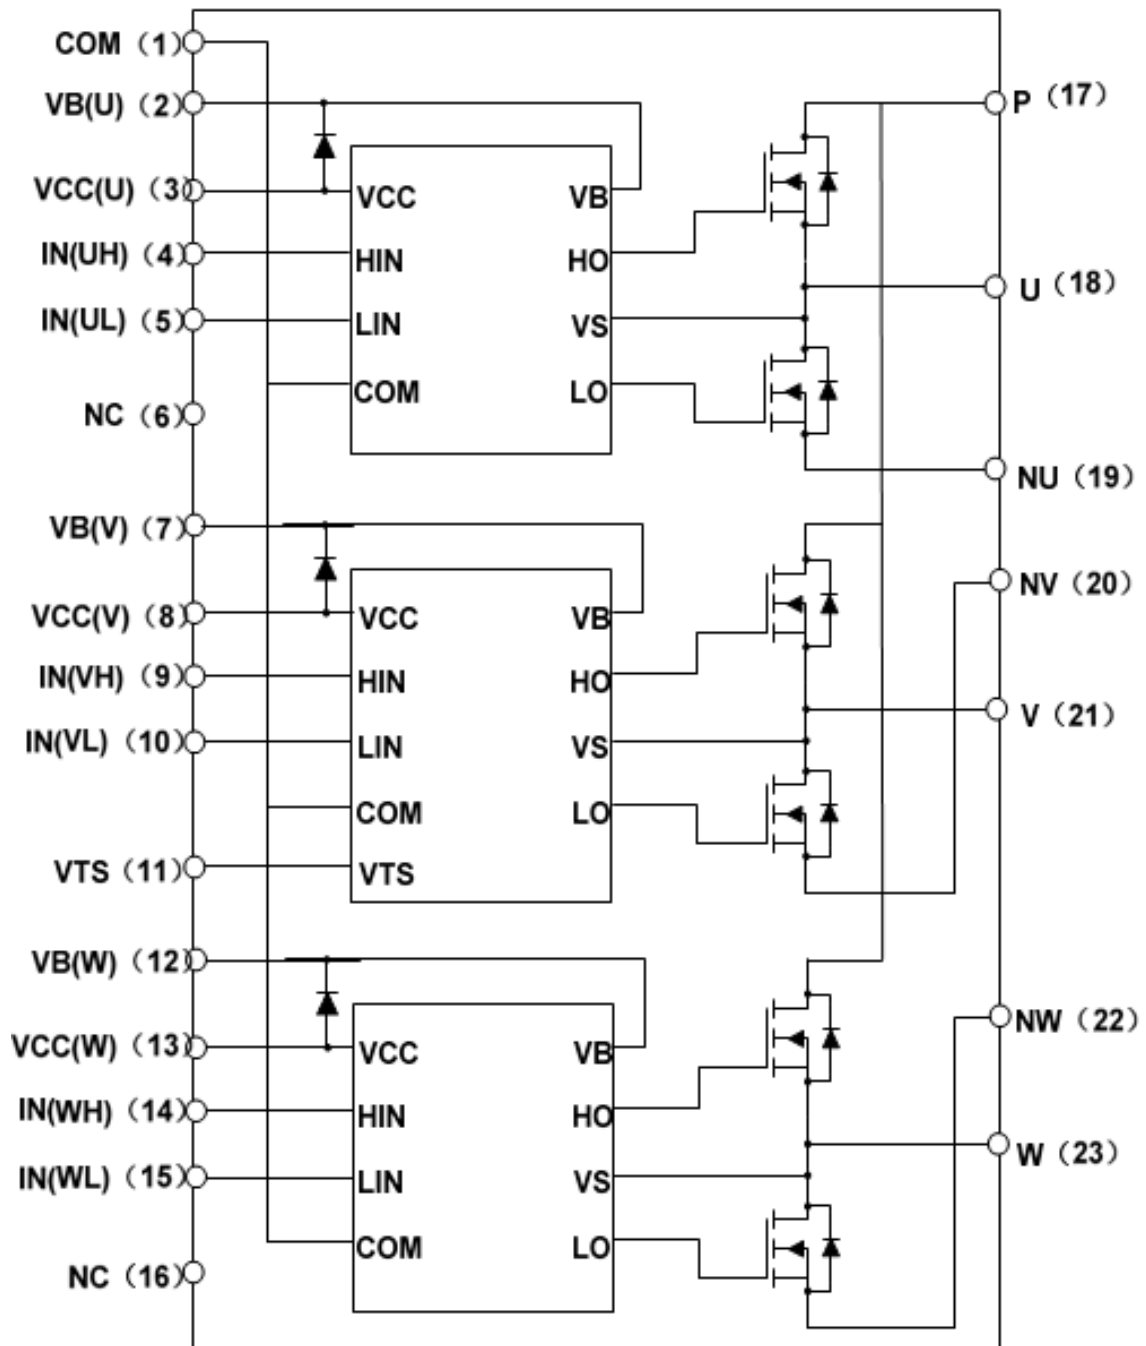 COM（1）
VB(U)（2）
VCC(U)（3）
IN(UH)（4）
IN(UL)（5）
NC（6）
VB(V)（7）
VCC(V)（8）
IN(VH)（9）
IN(VL)（10）
VTS（11）
VB(W)（12）
VCC(W)（13）
IN(WH)（14）
IN(WL)（15）
NC（16）
VCC
HIN
LIN
COM
VB
HO
VS
LO
VCC
HIN
LIN
COM
VTS
VB
HO
VS
LO
VCC
HIN
LIN
COM
VB
HO
VS
LO
P（17）
U（18）
NU（19）
NV（20）
V（21）
NW（22）
W（23）